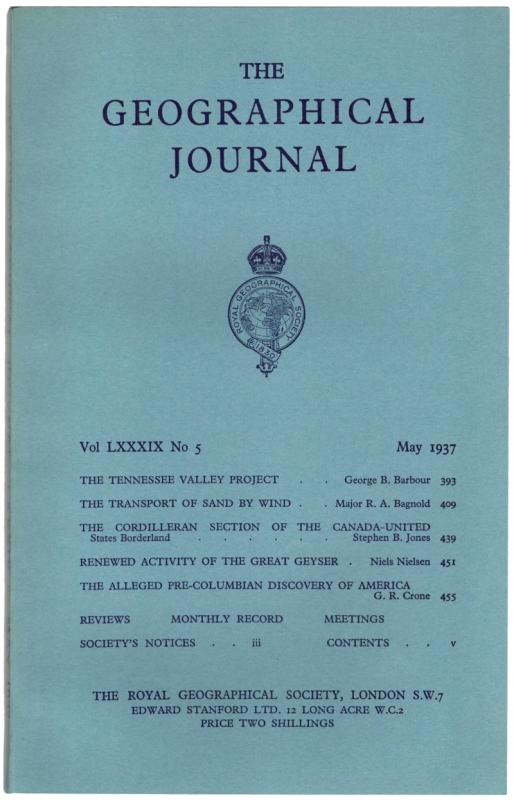 THE
GEOGRAPHICAL
JOURNAL
ROYAL GEOGRAPHICAL SOCIETY
1830
Vol LXXXIX No 5 May 1937
THE TENNESSEE VALLEY PROJECT . . George B. Barbour 393
THE TRANSPORT OF SAND BY WIND . . Major R. A. Bagnold 409
THE CORDILLERAN SECTION OF THE CANADA-UNITED
States Borderland . . . . . . Stephen B. Jones 439
RENEWED ACTIVITY OF THE GREAT GEYSER . Niels Nielsen 451
THE ALLEGED PRE-COLUMBIAN DISCOVERY OF AMERICA
G. R. Crone 455
REVIEWS MONTHLY RECORD MEETINGS
SOCIETY'S NOTICES . . iii CONTENTS . . v
THE ROYAL GEOGRAPHICAL SOCIETY, LONDON S.W.7
EDWARD STANFORD LTD. 12 LONG ACRE W.C.2
PRICE TWO SHILLINGS